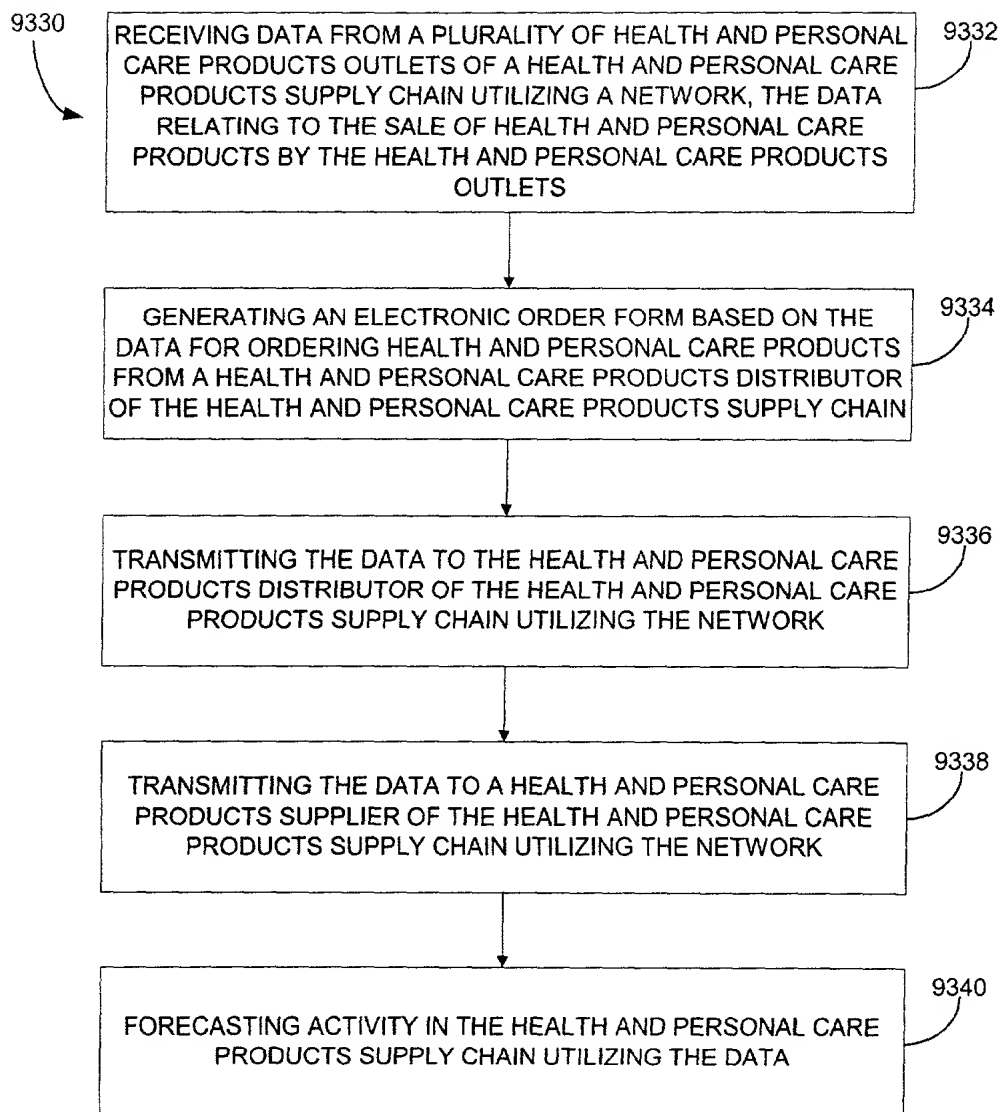 9330
RECEIVING DATA FROM A PLURALITY OF HEALTH AND PERSONAL
CARE PRODUCTS OUTLETS OF A HEALTH AND PERSONAL CARE
PRODUCTS SUPPLY CHAIN UTILIZING A NETWORK, THE DATA
RELATING TO THE SALE OF HEALTH AND PERSONAL CARE
PRODUCTS BY THE HEALTH AND PERSONAL CARE PRODUCTS
OUTLETS
9332
GENERATING AN ELECTRONIC ORDER FORM BASED ON THE
DATA FOR ORDERING HEALTH AND PERSONAL CARE PRODUCTS
FROM A HEALTH AND PERSONAL CARE PRODUCTS DISTRIBUTOR
OF THE HEALTH AND PERSONAL CARE PRODUCTS SUPPLY CHAIN
9334
TRANSMITTING THE DATA TO THE HEALTH AND PERSONAL CARE
PRODUCTS DISTRIBUTOR OF THE HEALTH AND PERSONAL CARE
PRODUCTS SUPPLY CHAIN UTILIZING THE NETWORK
9336
TRANSMITTING THE DATA TO A HEALTH AND PERSONAL CARE
PRODUCTS SUPPLIER OF THE HEALTH AND PERSONAL CARE
PRODUCTS SUPPLY CHAIN UTILIZING THE NETWORK
9338
FORECASTING ACTIVITY IN THE HEALTH AND PERSONAL CARE
PRODUCTS SUPPLY CHAIN UTILIZING THE DATA
9340